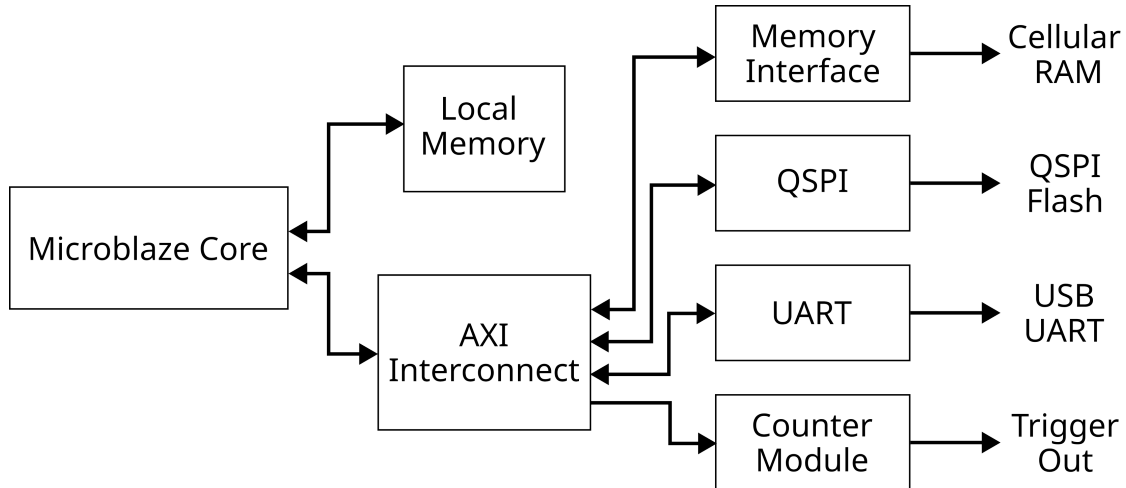 Microblaze Core
Local
Memory
AXI
Interconnect
Memory
Interface
Cellular
RAM
QSPI
QSPI
Flash
UART
USB
UART
Counter
Module
Trigger
Out